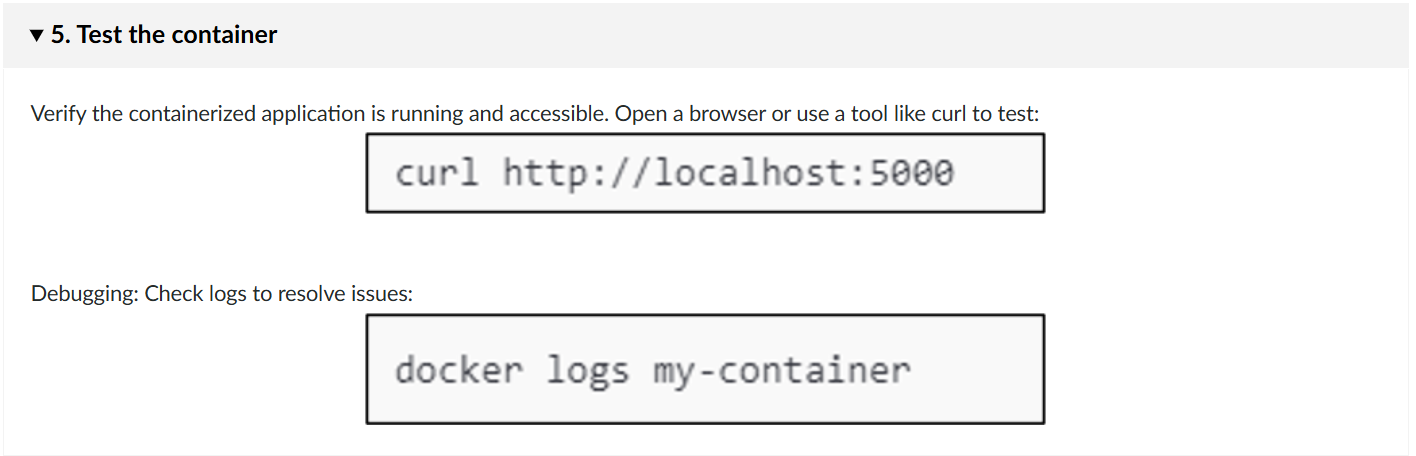 ▼ 5. Test the container
Verify the containerized application is running and accessible. Open a browser or use a tool like curl to test:
curl http://localhost:5000
Debugging: Check logs to resolve issues:
docker logs my-container